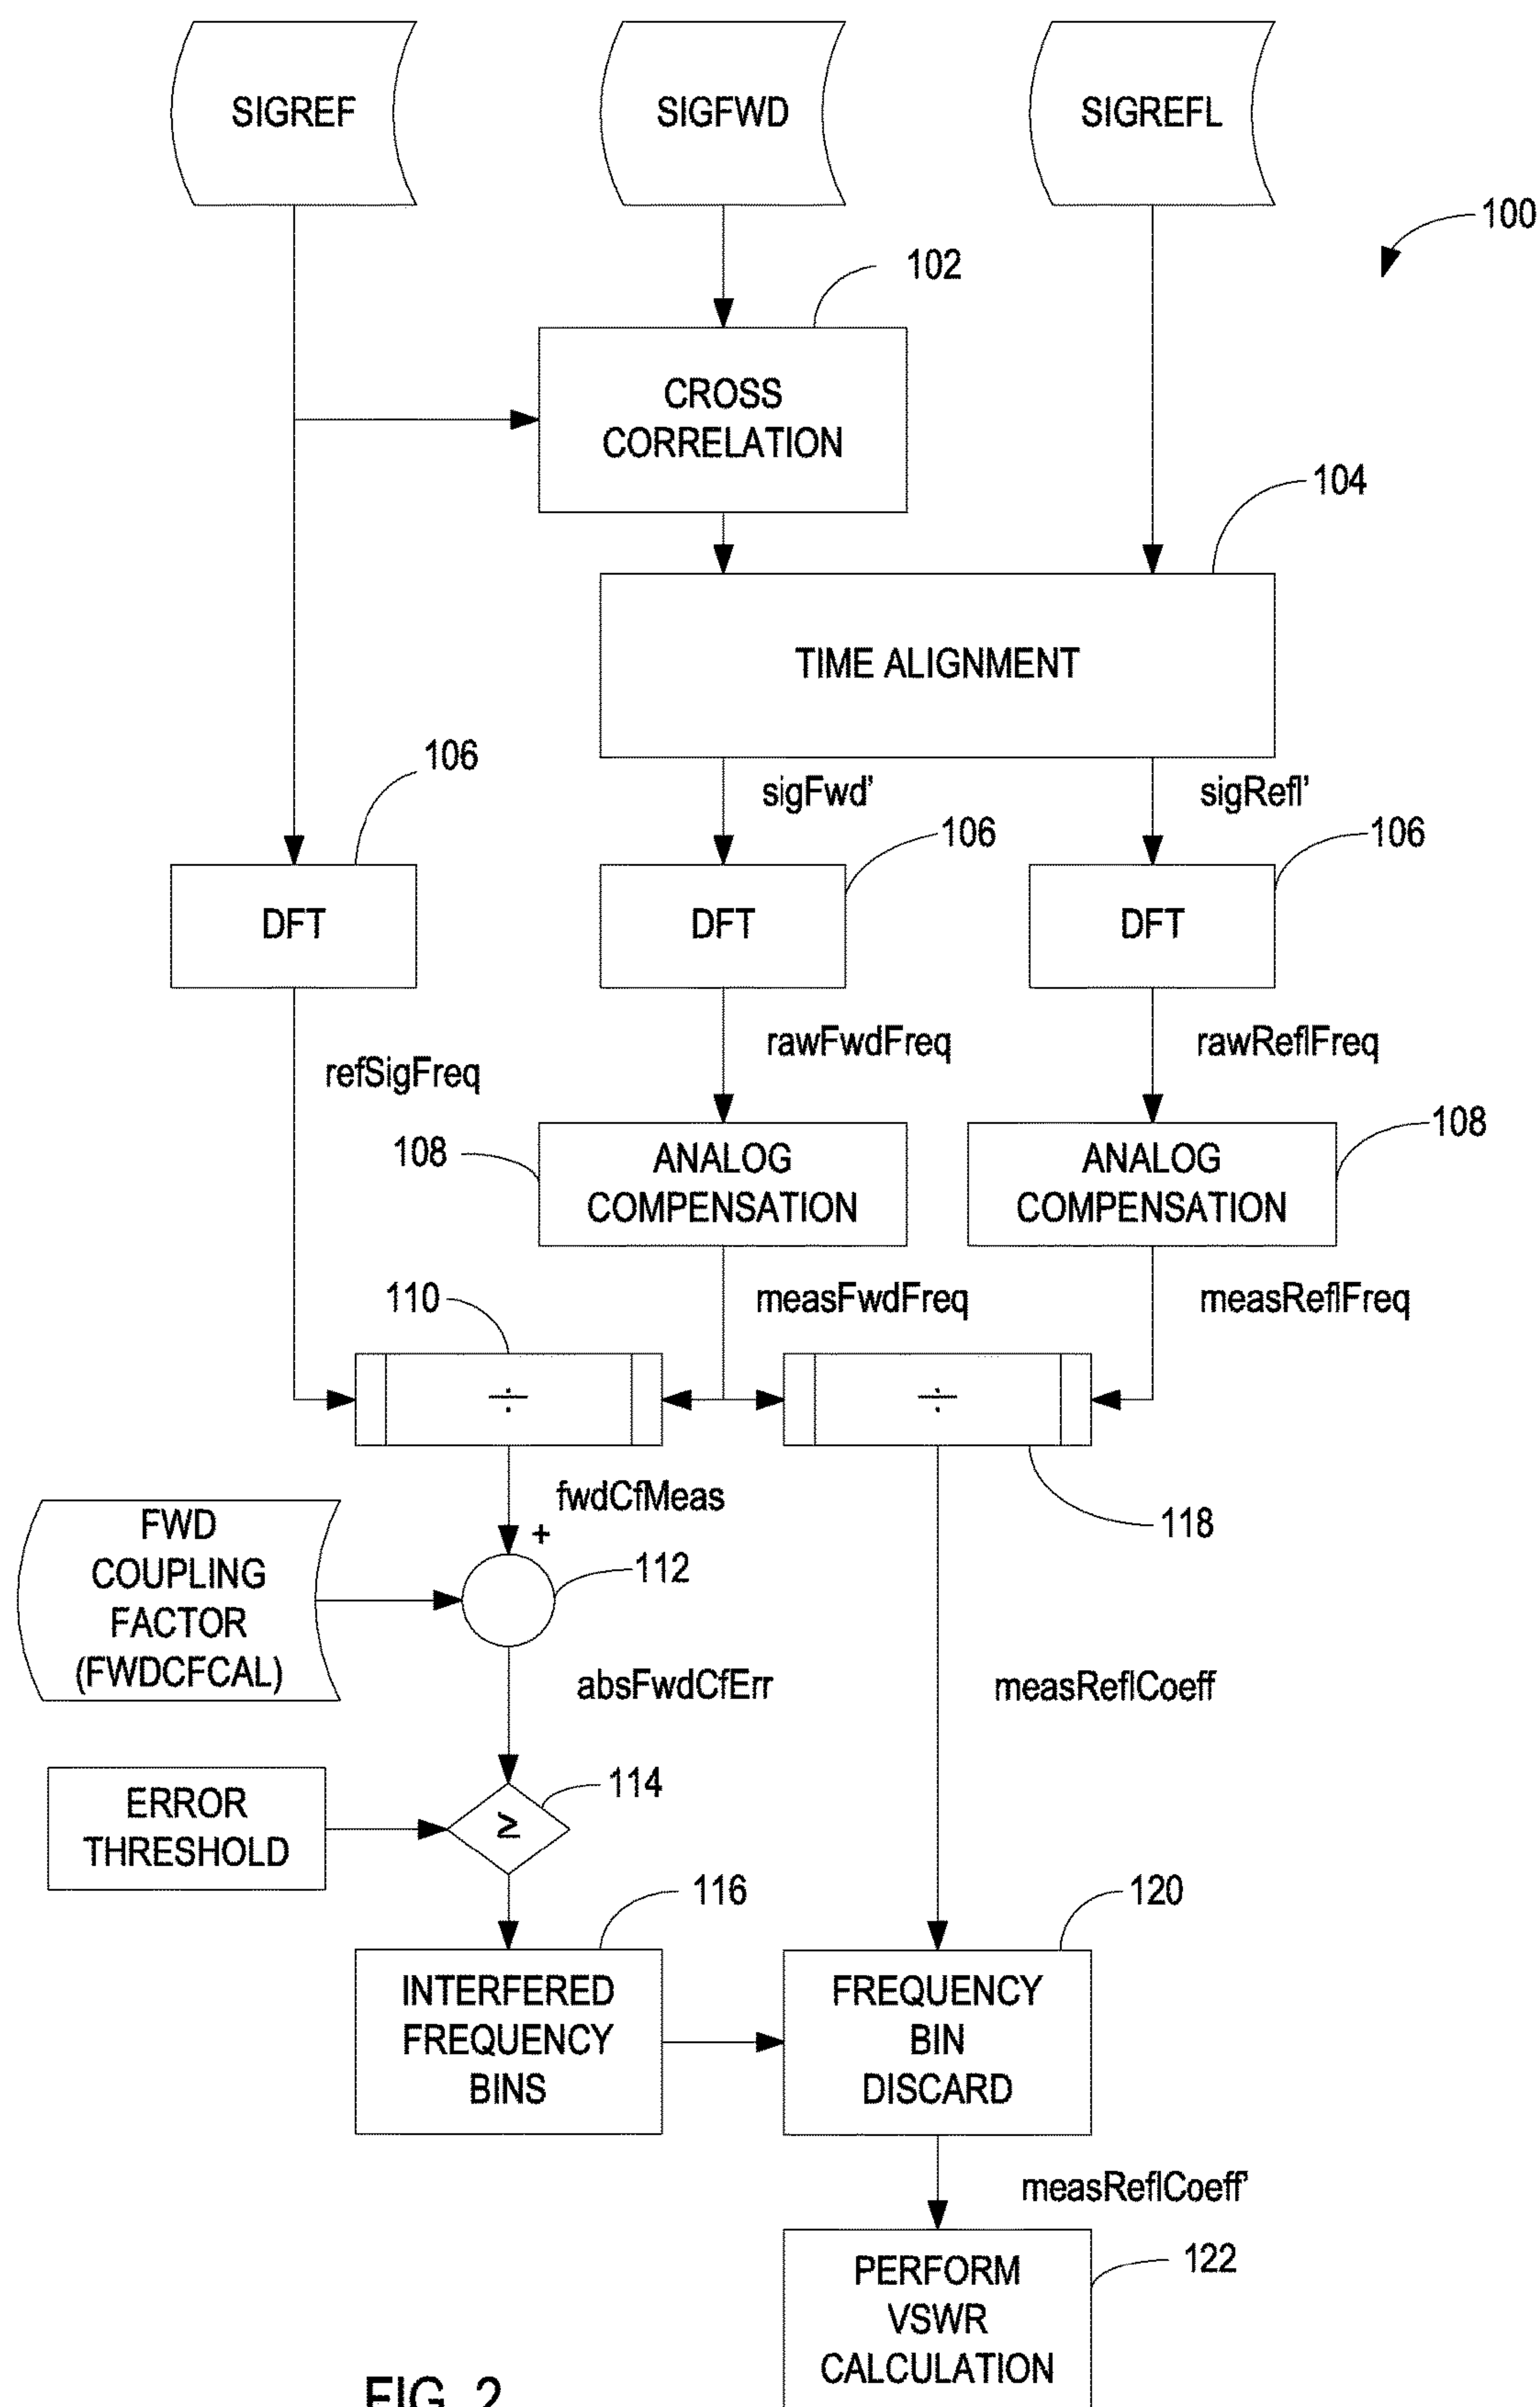 SIGREF
SIGFWD
SIGREFL
100
102
CROSS
CORRELATION
104
TIME ALIGNMENT
106
sigFwd'
sigRefl'
106
106
DFT
DFT
DFT
refSigFreq
rawFwdFreq
rawReflFreq
108
ANALOG
COMPENSATION
ANALOG
COMPENSATION
108
110
measFwdFreq
measReflFreq
÷
÷
fwdCfMeas
118
+
FWD
COUPLING
FACTOR
(FWDCFCAL)
112
absFwdCfErr
measReflCoeff
ERROR
THRESHOLD
≥
114
116
120
INTERFERED
FREQUENCY
BINS
FREQUENCY
BIN
DISCARD
measReflCoeff'
PERFORM
VSWR
CALCULATION
122
FIG. 2